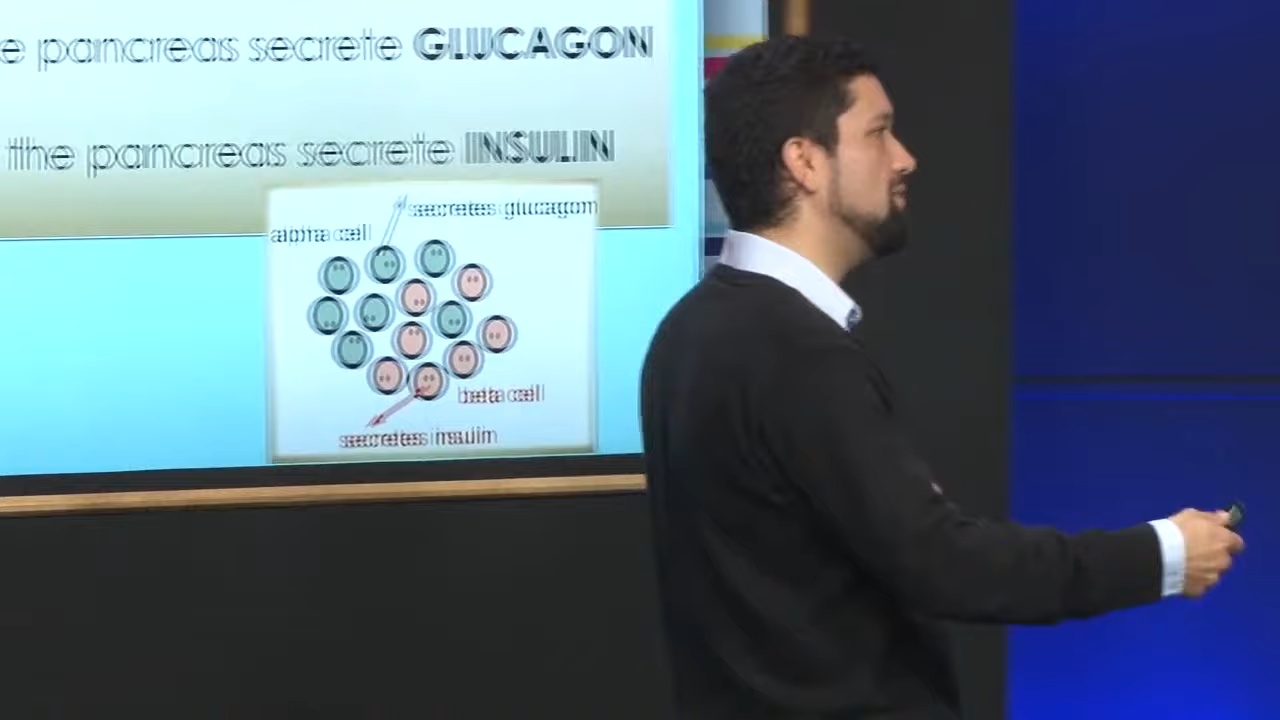 e pancreas secrete GLUCAGON
the pancreas secrete INSULIN
secretes glucagon
alpha cell
beta cell
secretes insulin